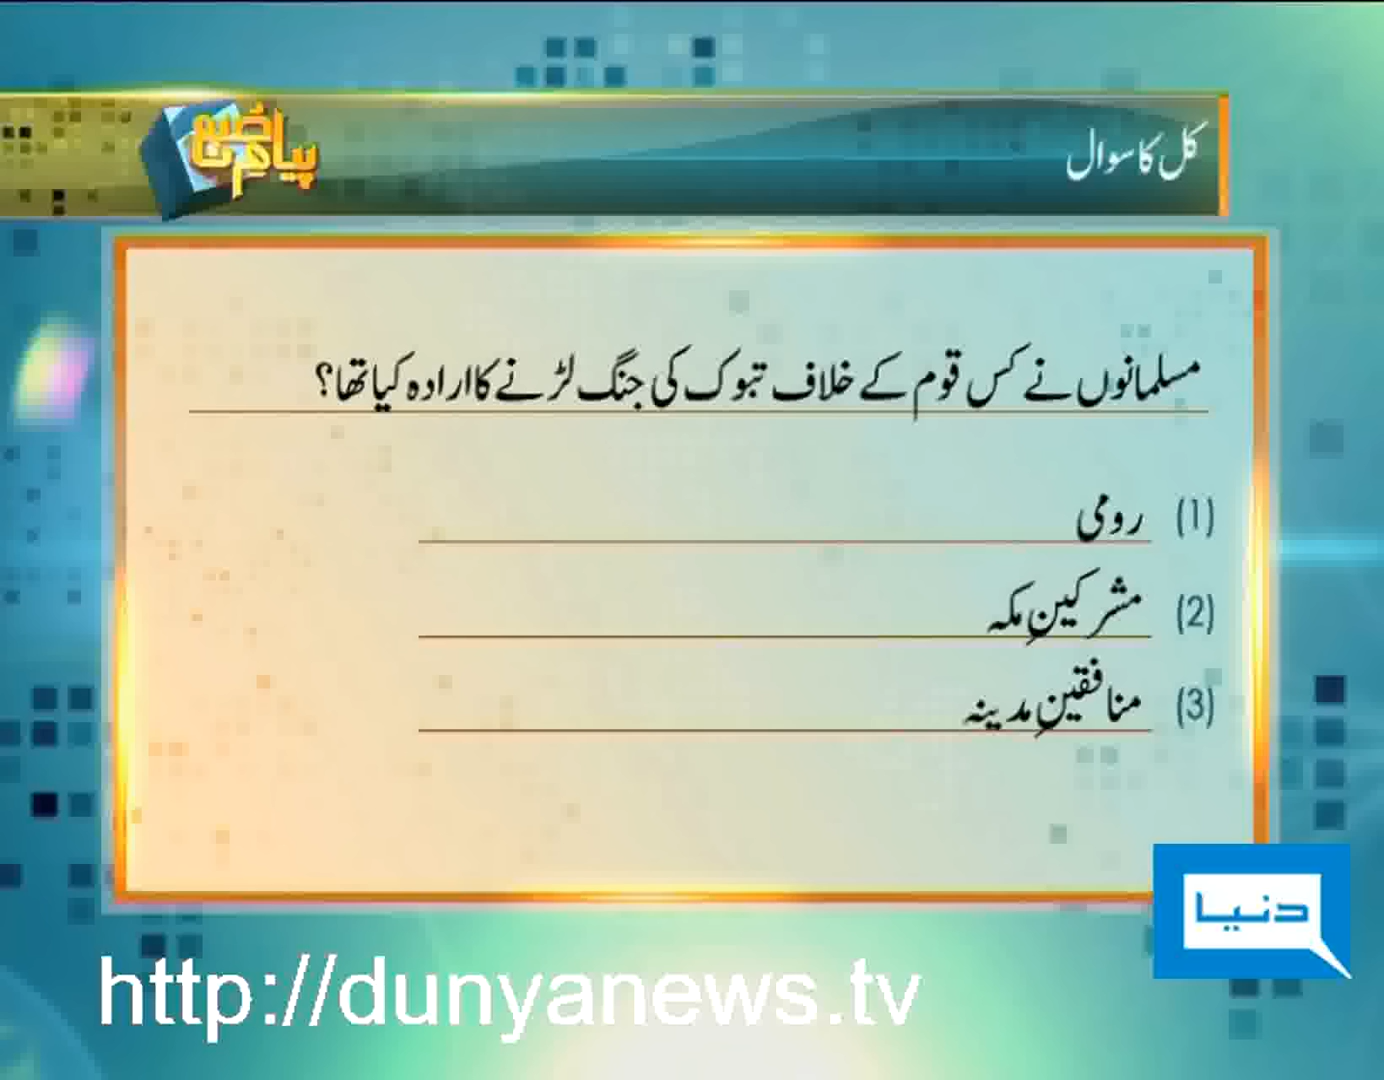 کل کا سوال
پیام صبح
مسلمانوں نے کس قوم کے خلاف تبوک کی جنگ لڑنے کا ارادہ کیا تھا؟
(1) رومی
(2) مشرکینِ مکہ
(3) منافقینِ مدینہ
دنیا
http://dunyanews.tv